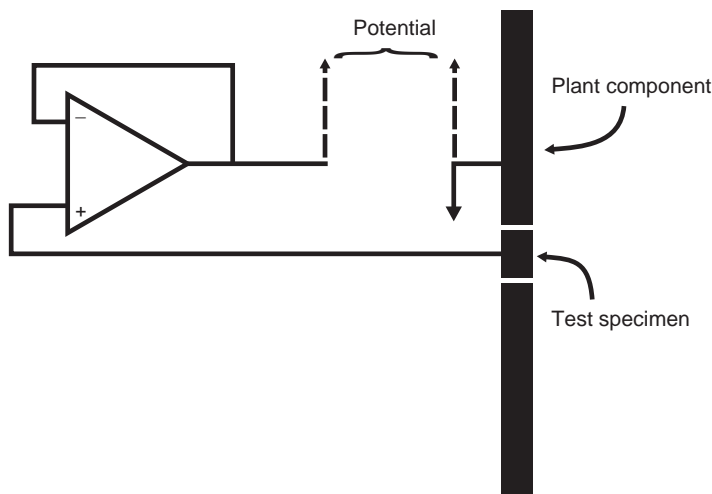 Potential
Plant component
–
+
Test specimen